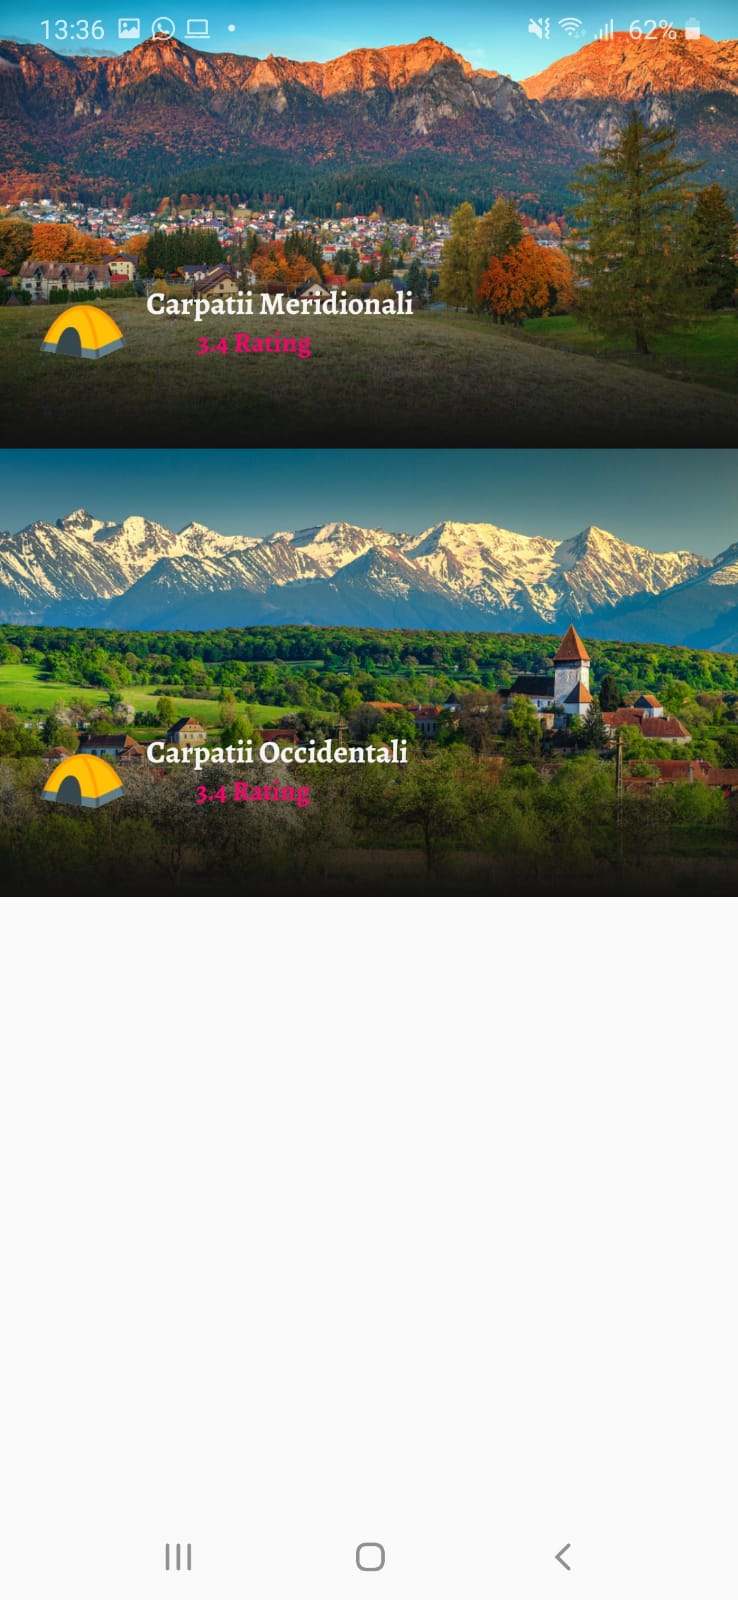 13:36
62%
Carpatii Meridionali
3.4 Rating
Carpatii Occidentali
3.4 Rating